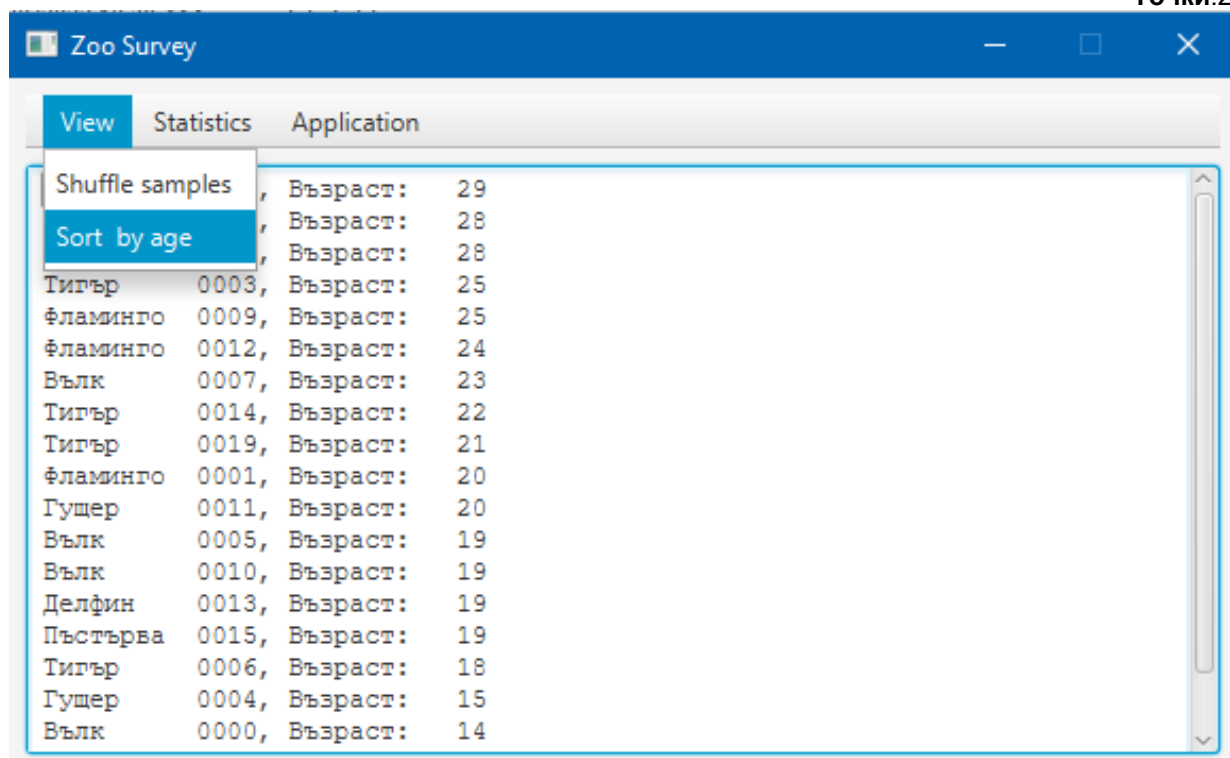 Zoo Survey
View Statistics Application
Shuffle samples
Sort by age
, Възраст: 29
, Възраст: 28
, Възраст: 28
Тигър 0003, Възраст: 25
Фламинго 0009, Възраст: 25
Фламинго 0012, Възраст: 24
Вълк 0007, Възраст: 23
Тигър 0014, Възраст: 22
Тигър 0019, Възраст: 21
Фламинго 0001, Възраст: 20
Гущер 0011, Възраст: 20
Вълк 0005, Възраст: 19
Вълк 0010, Възраст: 19
Делфин 0013, Възраст: 19
Пъстърва 0015, Възраст: 19
Тигър 0006, Възраст: 18
Гущер 0004, Възраст: 15
Вълк 0000, Възраст: 14